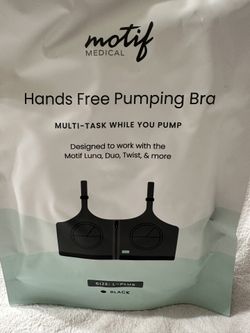 motif
MEDICAL
Hands Free Pumping Bra
MULTI-TASK WHILE YOU PUMP
Designed to work with the
Motif Luna, Duo, Twist, & more
BLACK